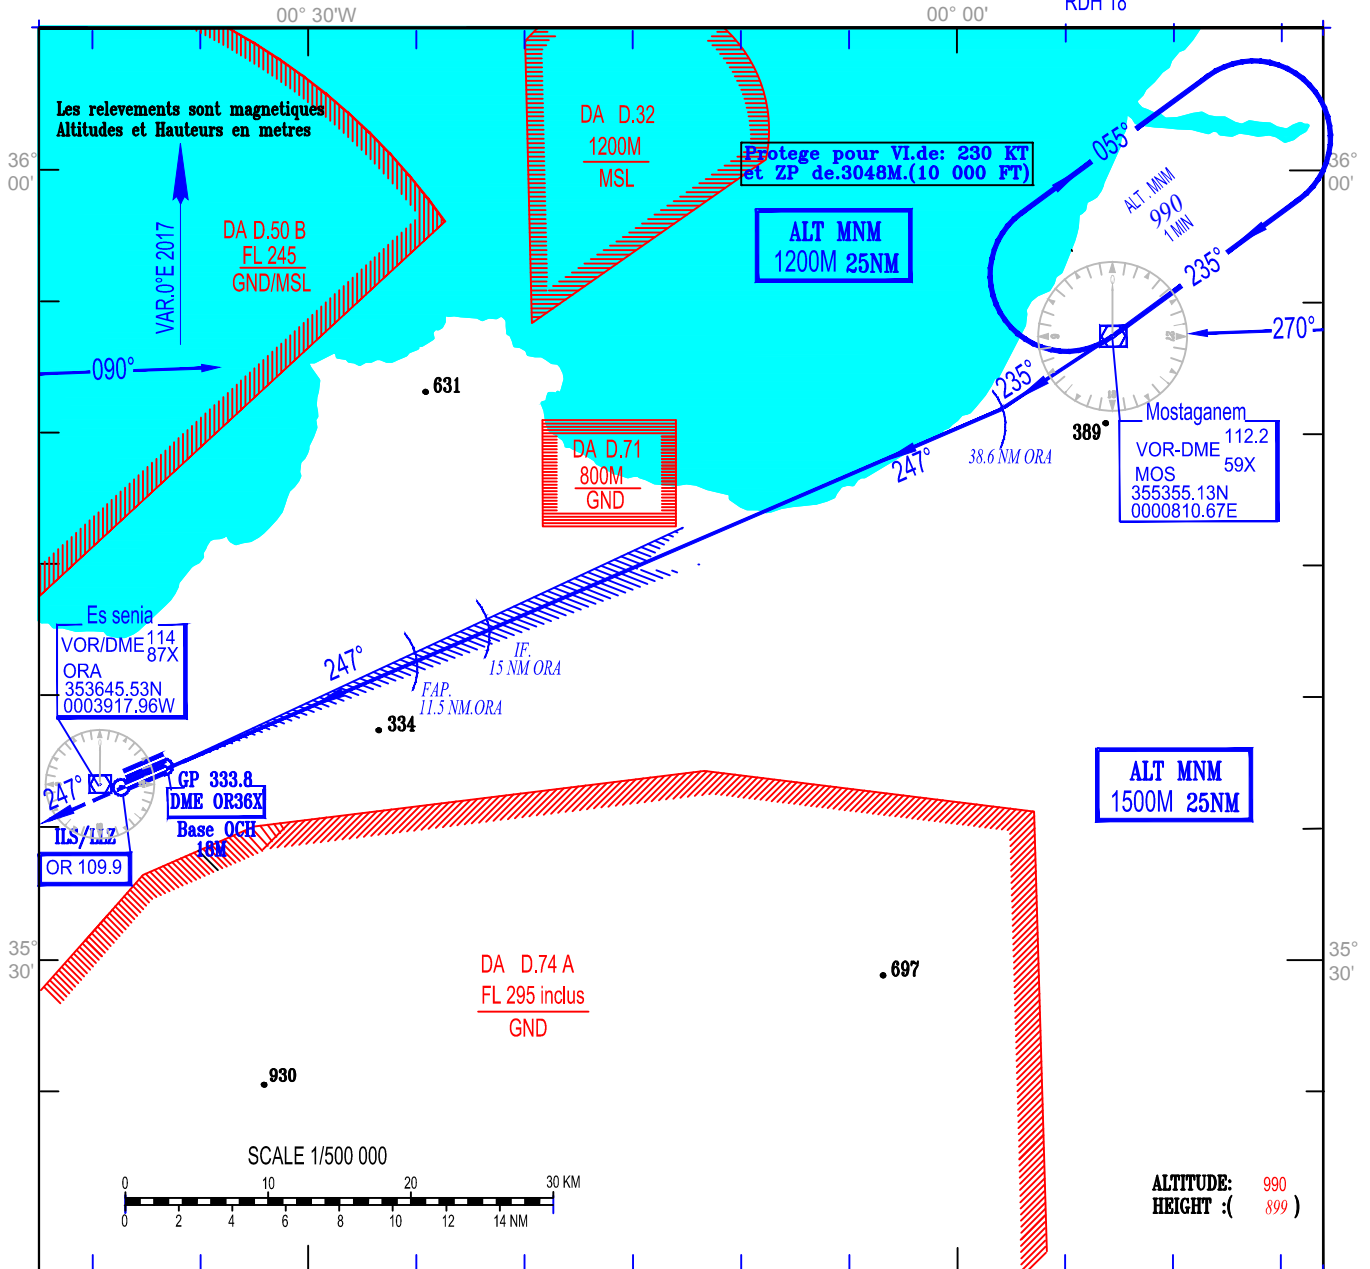 00° 30'W
00° 00'
RDH 18
Les relevements sont magnetiques
Altitudes et Hauteurs en metres
36°
00'
VAR.0°E 2017
DA D.50 B
FL 245
GND/MSL
090°
DA D.32
1200M
MSL
Protege pour VI.de: 230 KT
et ZP de.3048M.(10 000 FT)
ALT MNM
1200M 25NM
055°
ALT . MNM
990
1 MIN
235°
36°
00'
270°
235°
631
389
Mostaganem
VOR-DME 112.2
59X
MOS
355355.13N
0000810.67E
38.6 NM ORA
247°
DA D.71
800M
GND
Es senia
VOR/DME 114
87X
ORA
353645.53N
0003917.96W
247°
IF.
15 NM ORA
FAP.
11.5 NM.ORA
334
247°
GP 333.8
DME OR36X
Base OCH
18M
ILS/LLZ
OR 109.9
ALT MNM
1500M 25NM
35°
30'
35°
30'
DA D.74 A
FL 295 inclus
GND
697
930
SCALE 1/500 000
0 10 20 30 KM
0 2 4 6 8 10 12 14 NM
ALTITUDE: 990
HEIGHT :( 899 )